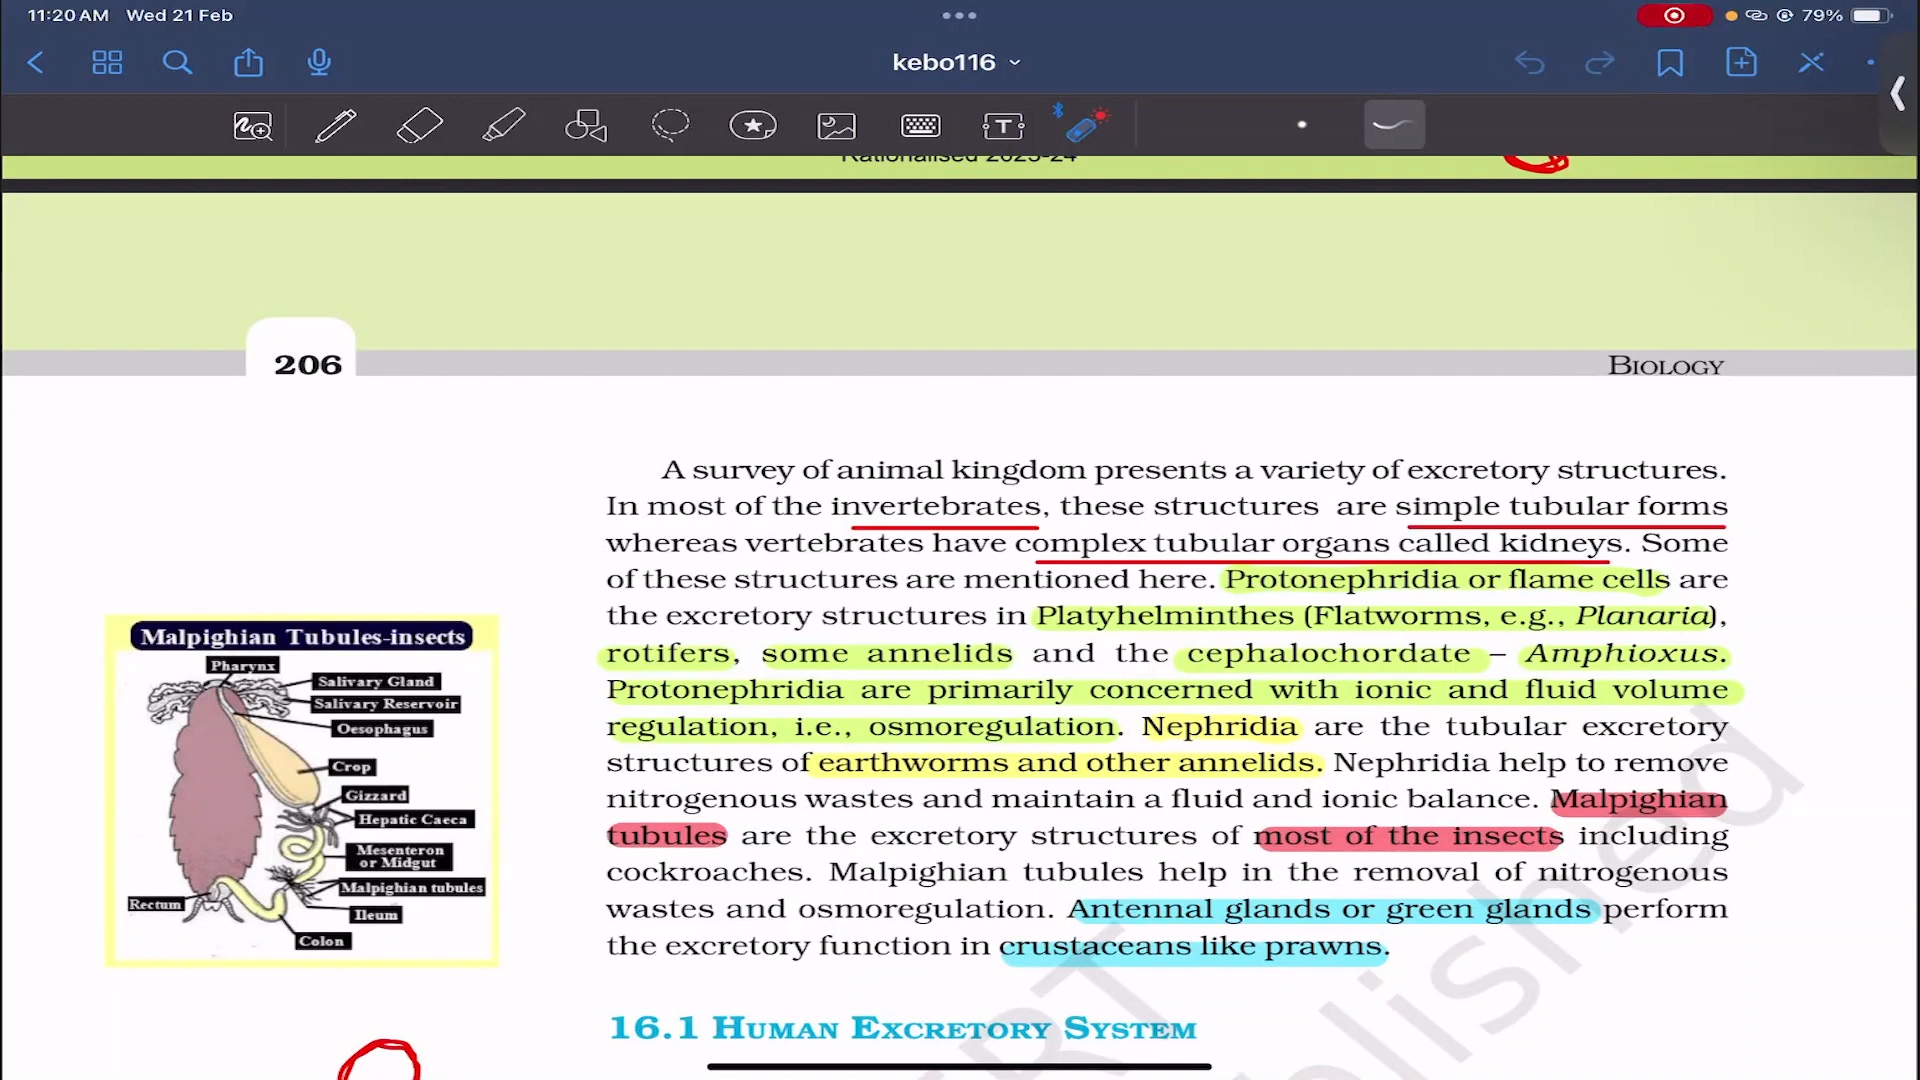 11:20 AM Wed 21 Feb
79%
kebo116
T
Rationalised 2023-24
206
BIOLOGY
A survey of animal kingdom presents a variety of excretory structures.
In most of the invertebrates, these structures are simple tubular forms
whereas vertebrates have complex tubular organs called kidneys. Some
of these structures are mentioned here. Protonephridia or flame cells are
the excretory structures in Platyhelminthes (Flatworms, e.g., Planaria),
rotifers, some annelids and the cephalochordate – Amphioxus.
Protonephridia are primarily concerned with ionic and fluid volume
regulation, i.e., osmoregulation. Nephridia are the tubular excretory
structures of earthworms and other annelids. Nephridia help to remove
nitrogenous wastes and maintain a fluid and ionic balance. Malpighian
tubules are the excretory structures of most of the insects including
cockroaches. Malpighian tubules help in the removal of nitrogenous
wastes and osmoregulation. Antennal glands or green glands perform
the excretory function in crustaceans like prawns.
Malpighian Tubules-insects
Pharynx
Salivary Gland
Salivary Reservoir
Oesophagus
Crop
Gizzard
Hepatic Caeca
Mesenteron
or Midgut
Malpighian tubules
Rectum
Ileum
Colon
16.1 HUMAN EXCRETORY SYSTEM